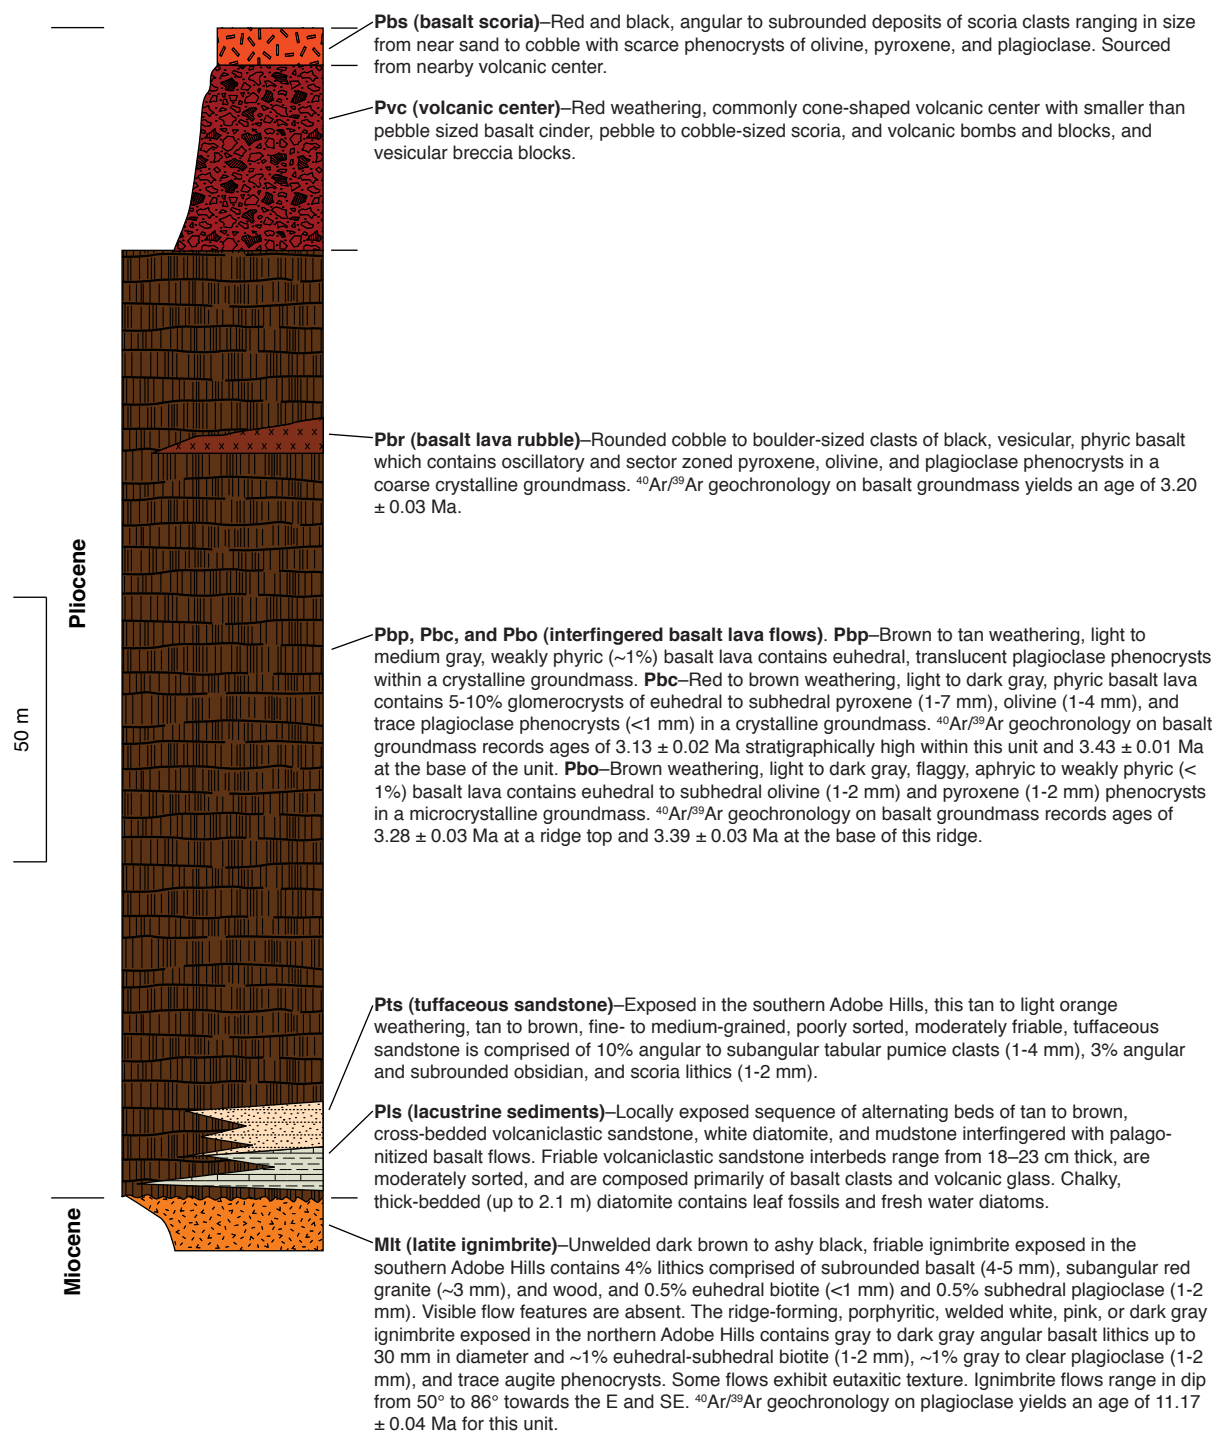 Pbs (basalt scoria)–Red and black, angular to subrounded deposits of scoria clasts ranging in size
from near sand to cobble with scarce phenocrysts of olivine, pyroxene, and plagioclase. Sourced
from nearby volcanic center.
Pvc (volcanic center)–Red weathering, commonly cone-shaped volcanic center with smaller than
pebble sized basalt cinder, pebble to cobble-sized scoria, and volcanic bombs and blocks, and
vesicular breccia blocks.
Pbr (basalt lava rubble)–Rounded cobble to boulder-sized clasts of black, vesicular, phyric basalt
which contains oscillatory and sector zoned pyroxene, olivine, and plagioclase phenocrysts in a
coarse crystalline groundmass. ⁴⁰Ar/³⁹Ar geochronology on basalt groundmass yields an age of 3.20
± 0.03 Ma.
Pliocene
50 m
Pbp, Pbc, and Pbo (interfingered basalt lava flows). Pbp–Brown to tan weathering, light to
medium gray, weakly phyric (~1%) basalt lava contains euhedral, translucent plagioclase phenocrysts
within a crystalline groundmass. Pbc–Red to brown weathering, light to dark gray, phyric basalt lava
contains 5-10% glomerocrysts of euhedral to subhedral pyroxene (1-7 mm), olivine (1-4 mm), and
trace plagioclase phenocrysts (<1 mm) in a crystalline groundmass. ⁴⁰Ar/³⁹Ar geochronology on basalt
groundmass records ages of 3.13 ± 0.02 Ma stratigraphically high within this unit and 3.43 ± 0.01 Ma
at the base of the unit. Pbo–Brown weathering, light to dark gray, flaggy, aphryic to weakly phyric (<
1%) basalt lava contains euhedral to subhedral olivine (1-2 mm) and pyroxene (1-2 mm) phenocrysts
in a microcrystalline groundmass. ⁴⁰Ar/³⁹Ar geochronology on basalt groundmass records ages of
3.28 ± 0.03 Ma at a ridge top and 3.39 ± 0.03 Ma at the base of this ridge.
Pts (tuffaceous sandstone)–Exposed in the southern Adobe Hills, this tan to light orange
weathering, tan to brown, fine- to medium-grained, poorly sorted, moderately friable, tuffaceous
sandstone is comprised of 10% angular to subangular tabular pumice clasts (1-4 mm), 3% angular
and subrounded obsidian, and scoria lithics (1-2 mm).
Pls (lacustrine sediments)–Locally exposed sequence of alternating beds of tan to brown,
cross-bedded volcaniclastic sandstone, white diatomite, and mudstone interfingered with palago-
nitized basalt flows. Friable volcaniclastic sandstone interbeds range from 18–23 cm thick, are
moderately sorted, and are composed primarily of basalt clasts and volcanic glass. Chalky,
thick-bedded (up to 2.1 m) diatomite contains leaf fossils and fresh water diatoms.
Miocene
Mlt (latite ignimbrite)–Unwelded dark brown to ashy black, friable ignimbrite exposed in the
southern Adobe Hills contains 4% lithics comprised of subrounded basalt (4-5 mm), subangular red
granite (~3 mm), and wood, and 0.5% euhedral biotite (<1 mm) and 0.5% subhedral plagioclase (1-2
mm). Visible flow features are absent. The ridge-forming, porphyritic, welded white, pink, or dark gray
ignimbrite exposed in the northern Adobe Hills contains gray to dark gray angular basalt lithics up to
30 mm in diameter and ~1% euhedral-subhedral biotite (1-2 mm), ~1% gray to clear plagioclase (1-2
mm), and trace augite phenocrysts. Some flows exhibit eutaxitic texture. Ignimbrite flows range in dip
from 50° to 86° towards the E and SE. ⁴⁰Ar/³⁹Ar geochronology on plagioclase yields an age of 11.17
± 0.04 Ma for this unit.